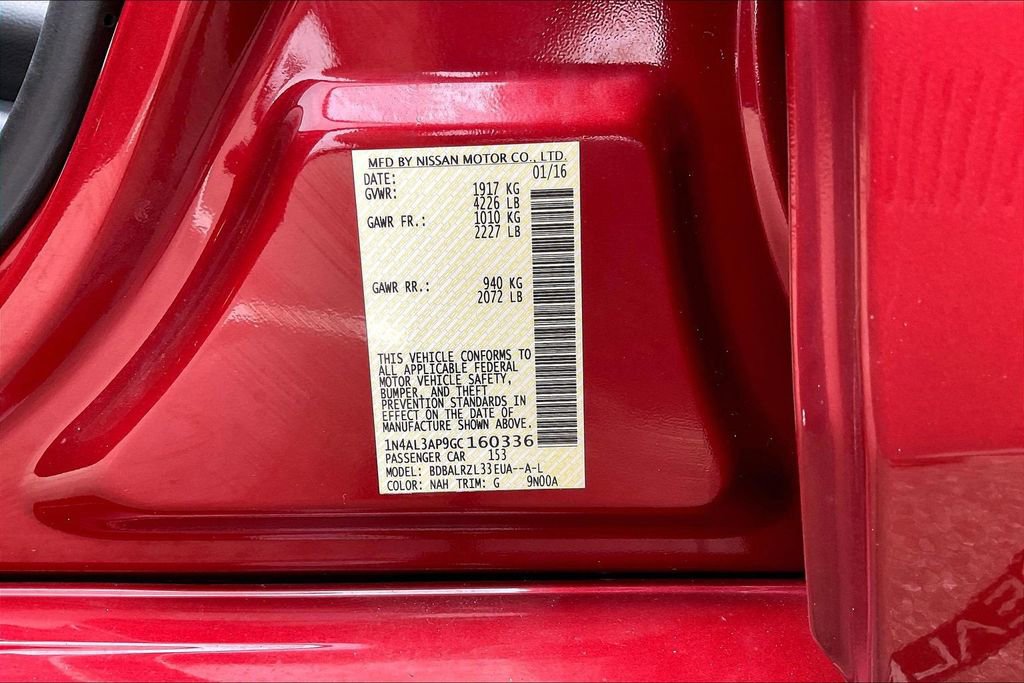 MFD BY NISSAN MOTOR CO., LTD.
DATE: 01/16
GVWR: 1917 KG
4226 LB
GAWR FR.: 1010 KG
2227 LB
GAWR RR.: 940 KG
2072 LB
THIS VEHICLE CONFORMS TO
ALL APPLICABLE FEDERAL
MOTOR VEHICLE SAFETY,
BUMPER, AND THEFT
PREVENTION STANDARDS IN
EFFECT ON THE DATE OF
MANUFACTURE SHOWN ABOVE.
1N4AL3AP9GC160336
PASSENGER CAR 153
MODEL: BDBALRZL33EUA--A-L
COLOR: NAH TRIM: G 9N00A